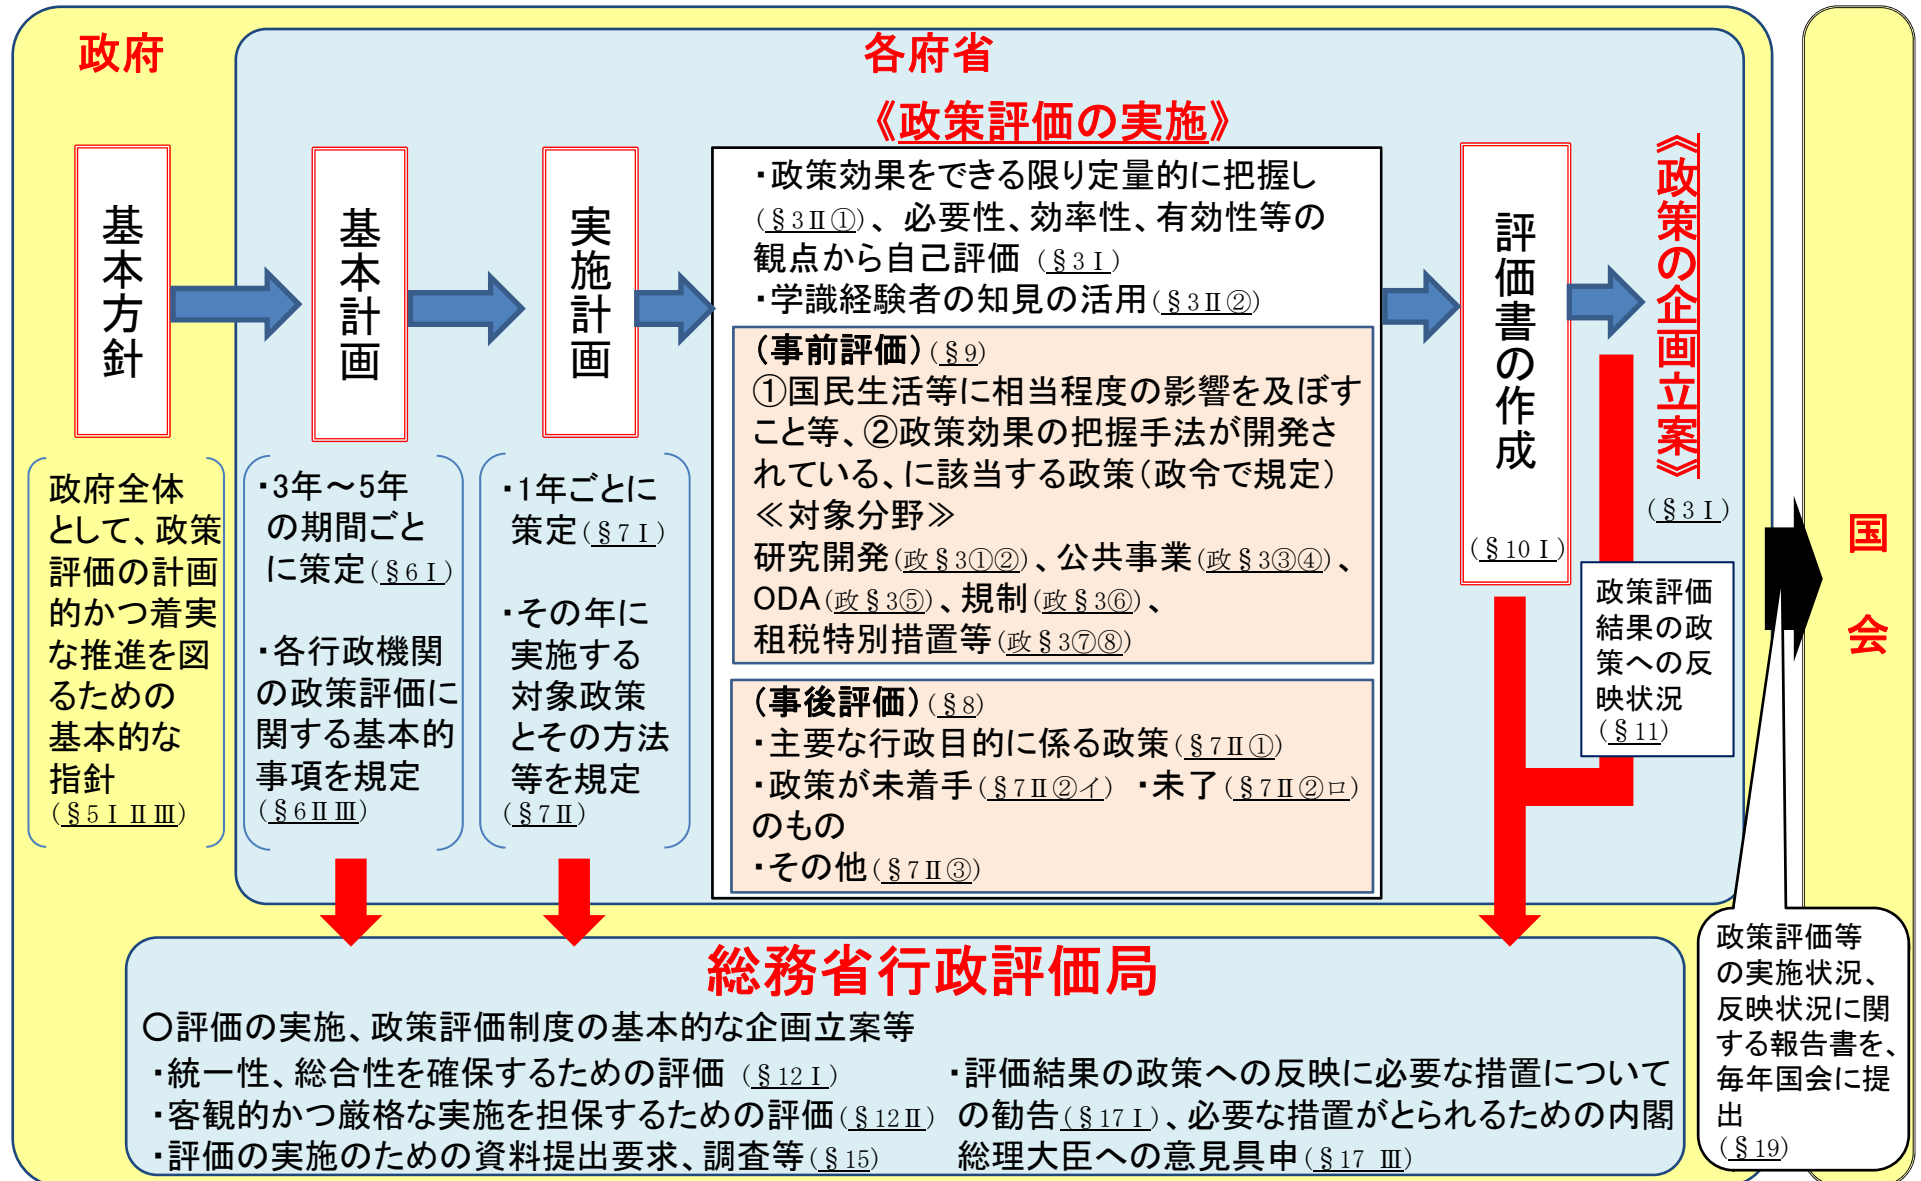 政府
各府省
《政策評価の実施》
基本方針
基本計画
実施計画
・政策効果をできる限り定量的に把握し
(§3Ⅱ①)、必要性、効率性、有効性等の
観点から自己評価 (§3Ⅰ)
・学識経験者の知見の活用(§3Ⅱ②)
(事前評価)(§9)
①国民生活等に相当程度の影響を及ぼす
こと等、②政策効果の把握手法が開発さ
れている、に該当する政策(政令で規定)
≪対象分野≫
研究開発(政§3①②)、公共事業(政§3③④)、
ODA(政§3⑤)、規制(政§3⑥)、
租税特別措置等(政§3⑦⑧)
(事後評価)(§8)
・主要な行政目的に係る政策(§7Ⅱ①)
・政策が未着手(§7Ⅱ②イ) ・未了(§7Ⅱ②ロ)
のもの
・その他(§7Ⅱ③)
評価書の作成
(§10Ⅰ)
《政策の企画立案》
(§3Ⅰ)
政府全体
として、政策
評価の計画
的かつ着実
な推進を図
るための
基本的な
指針
(§5ⅠⅡⅢ)
・3年～5年
の期間ごと
に策定(§6Ⅰ)
・各行政機関
の政策評価に
関する基本的
事項を規定
(§6ⅡⅢ)
・1年ごとに
策定(§7Ⅰ)
・その年に
実施する
対象政策
とその方法
等を規定
(§7Ⅱ)
政策評価
結果の政
策への反
映状況
(§11)
国会
総務省行政評価局
○評価の実施、政策評価制度の基本的な企画立案等
・統一性、総合性を確保するための評価 (§12Ⅰ)
・客観的かつ厳格な実施を担保するための評価(§12Ⅱ)
・評価の実施のための資料提出要求、調査等(§15)
・評価結果の政策への反映に必要な措置について
の勧告(§17Ⅰ)、必要な措置がとられるための内閣
総理大臣への意見具申(§17 Ⅲ)
政策評価等
の実施状況、
反映状況に関
する報告書を、
毎年国会に提
出
(§19)